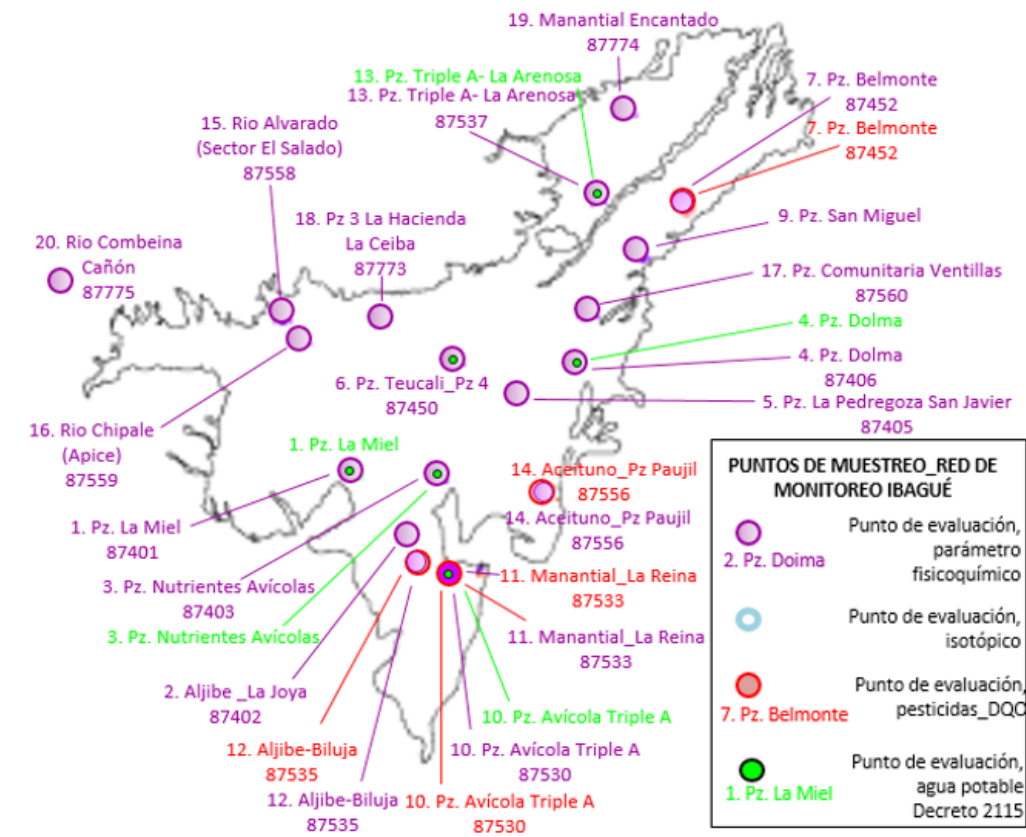 19. Manantial Encantado
87774
13. Pz. Triple A- La Arenosa
13. Pz. Triple A- La Arenosa
87537
7. Pz. Belmonte
87452
7. Pz. Belmonte
87452
15. Rio Alvarado
(Sector El Salado)
87558
18. Pz 3 La Hacienda
La Ceiba
87773
9. Pz. San Miguel
20. Rio Combeina
Cañón
87775
17. Pz. Comunitaria Ventillas
87560
4. Pz. Dolma
4. Pz. Dolma
87406
6. Pz. Teucali_Pz 4
87450
5. Pz. La Pedregoza San Javier
87405
16. Rio Chipale
(Apice)
87559
1. Pz. La Miel
14. Aceituno_Pz Paujil
87556
14. Aceituno_Pz Paujil
87556
1. Pz. La Miel
87401
3. Pz. Nutrientes Avícolas
87403
3. Pz. Nutrientes Avícolas
11. Manantial_La Reina
87533
11. Manantial_La Reina
87533
2. Aljibe _La Joya
87402
10. Pz. Avícola Triple A
12. Aljibe-Biluja
87535
10. Pz. Avícola Triple A
87530
12. Aljibe-Biluja
87535
10. Pz. Avícola Triple A
87530
PUNTOS DE MUESTREO_RED DE
MONITOREO IBAGUÉ
Punto de evaluación,
parámetro
fisicoquímico
2. Pz. Doima
Punto de evaluación,
isotópico
Punto de evaluación,
pesticidas_DQO
7. Pz. Belmonte
Punto de evaluación,
agua potable
Decreto 2115
1. Pz. La Miel